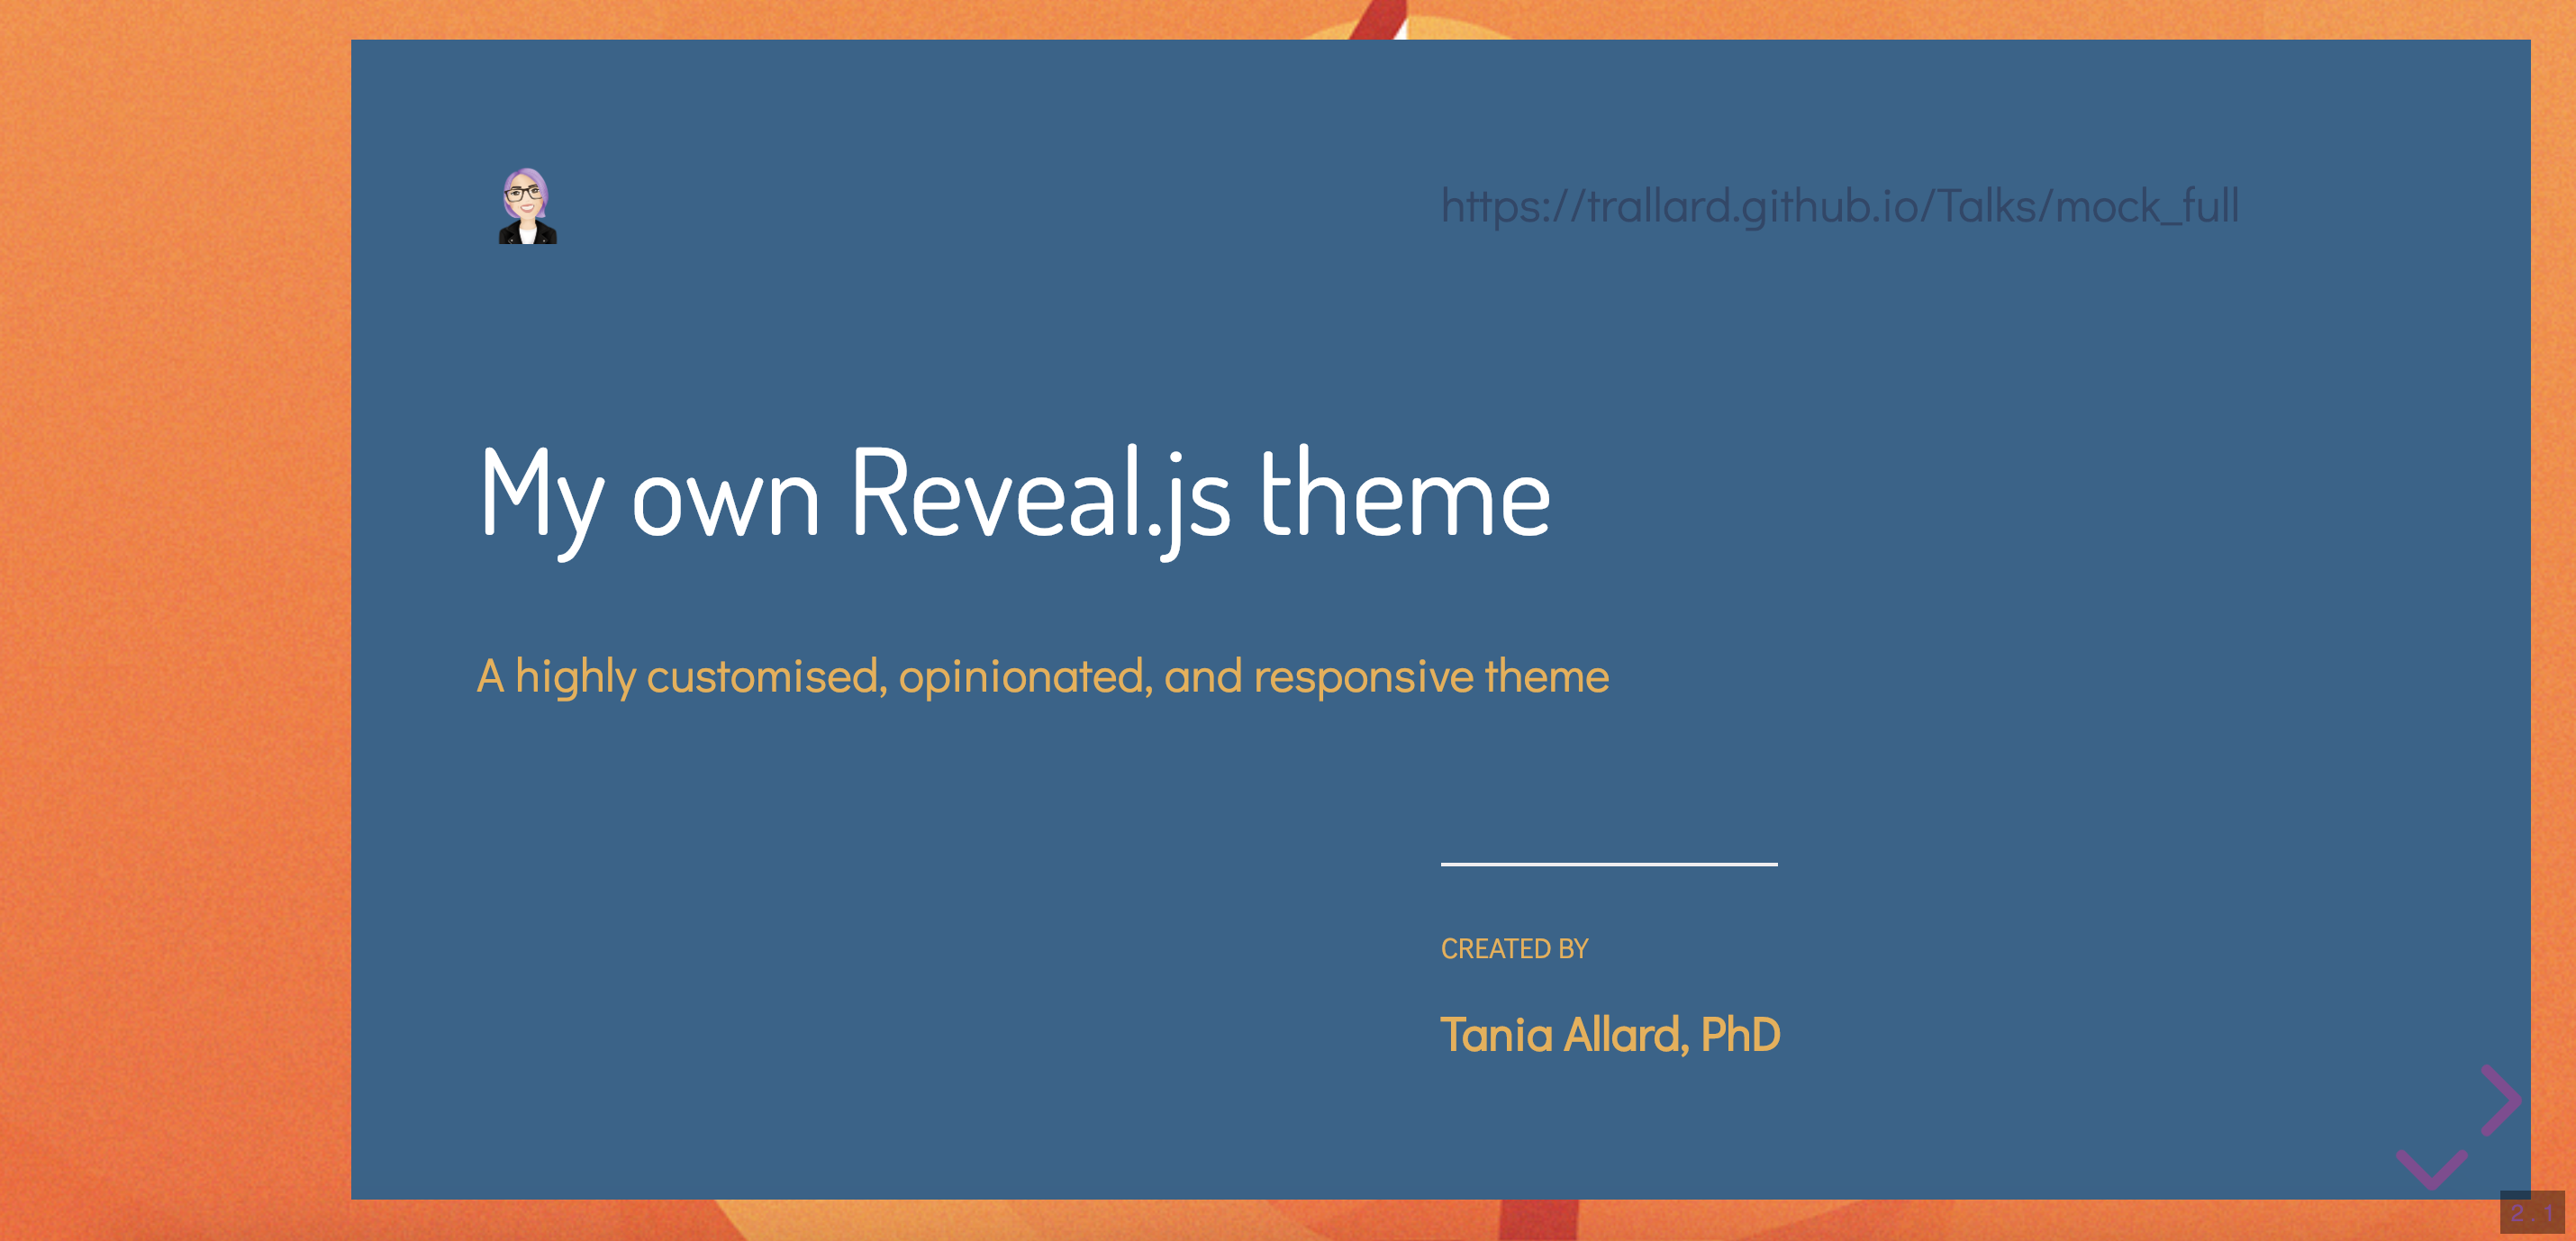 https://trallard.github.io/Talks/mock_full
My own Reveal.js theme
A highly customised, opinionated, and responsive theme
CREATED BY
Tania Allard, PhD
2.1